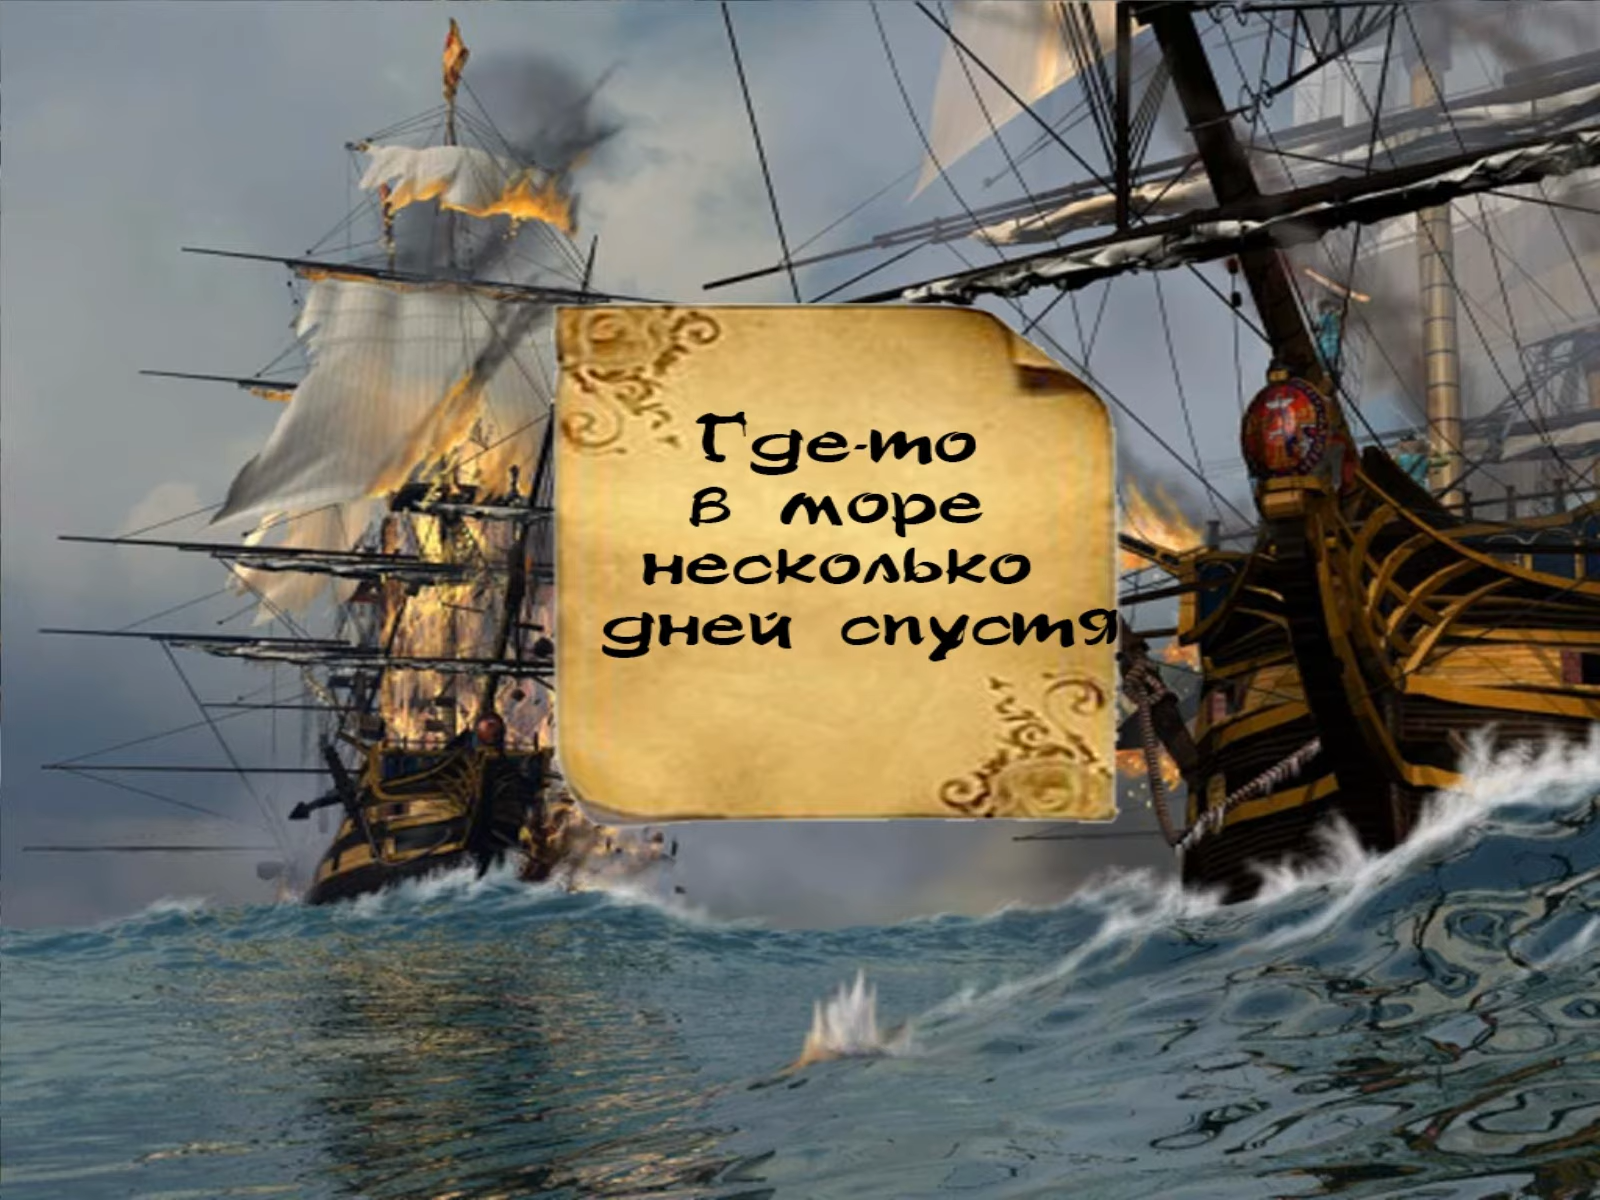 Где-то
в море
несколько
дней спустя